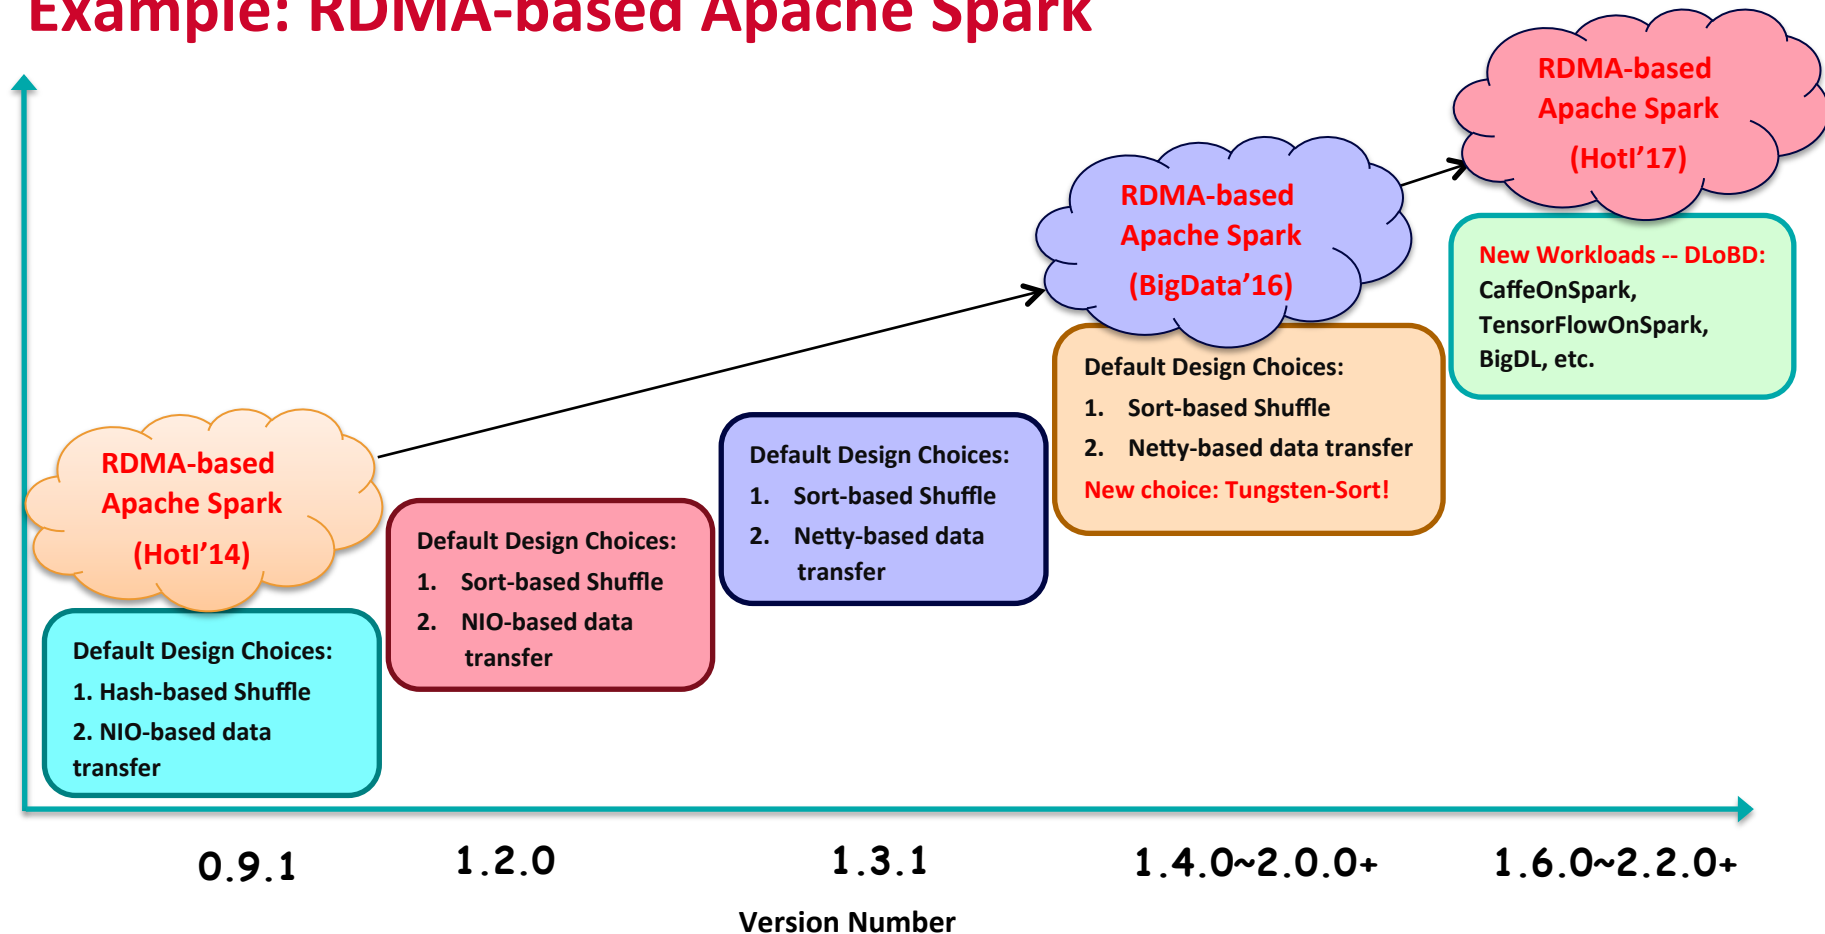 Example: RDMA-based Apache Spark
RDMA-based
Apache Spark
(HotI’17)
RDMA-based
Apache Spark
(BigData’16)
New Workloads -- DLoBD:
CaffeOnSpark,
TensorFlowOnSpark,
BigDL, etc.
Default Design Choices:
1. Sort-based Shuffle
2. Netty-based data transfer
New choice: Tungsten-Sort!
RDMA-based
Apache Spark
(HotI’14)
Default Design Choices:
1. Sort-based Shuffle
2. Netty-based data
transfer
Default Design Choices:
1. Sort-based Shuffle
2. NIO-based data
transfer
Default Design Choices:
1. Hash-based Shuffle
2. NIO-based data
transfer
0.9.1
1.2.0
1.3.1
1.4.0~2.0.0+
1.6.0~2.2.0+
Version Number